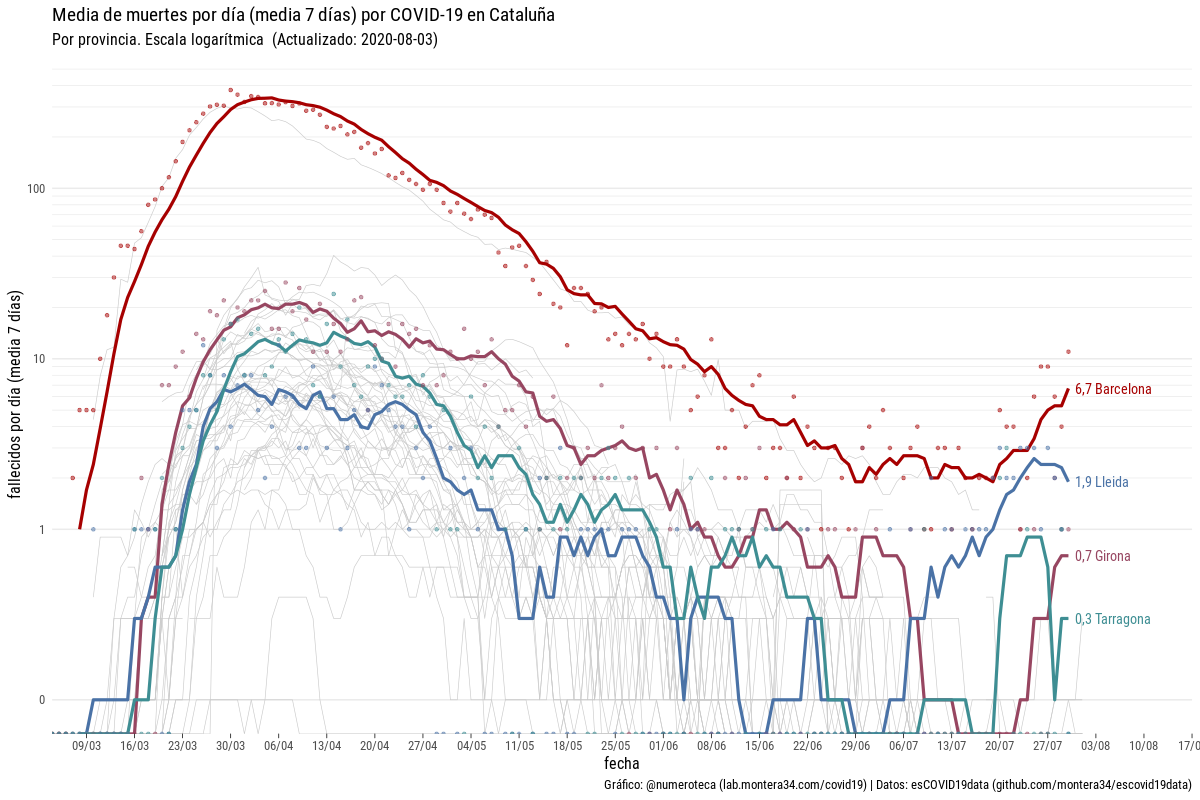 Media de muertes por día (media 7 días) por COVID-19 en Cataluña
Por provincia. Escala logarítmica (Actualizado: 2020-08-03)
fallecidos por día (media 7 días)
100
10
1
0
6,7 Barcelona
1,9 Lleida
0,7 Girona
0,3 Tarragona
09/03 16/03 23/03 30/03 06/04 13/04 20/04 27/04 04/05 11/05 18/05 25/05 01/06 08/06 15/06 22/06 29/06 06/07 13/07 20/07 27/07 03/08 10/08 17/0
fecha
Gráfico: @numeroteca (lab.montera34.com/covid19) | Datos: esCOVID19data (github.com/montera34/escovid19data)